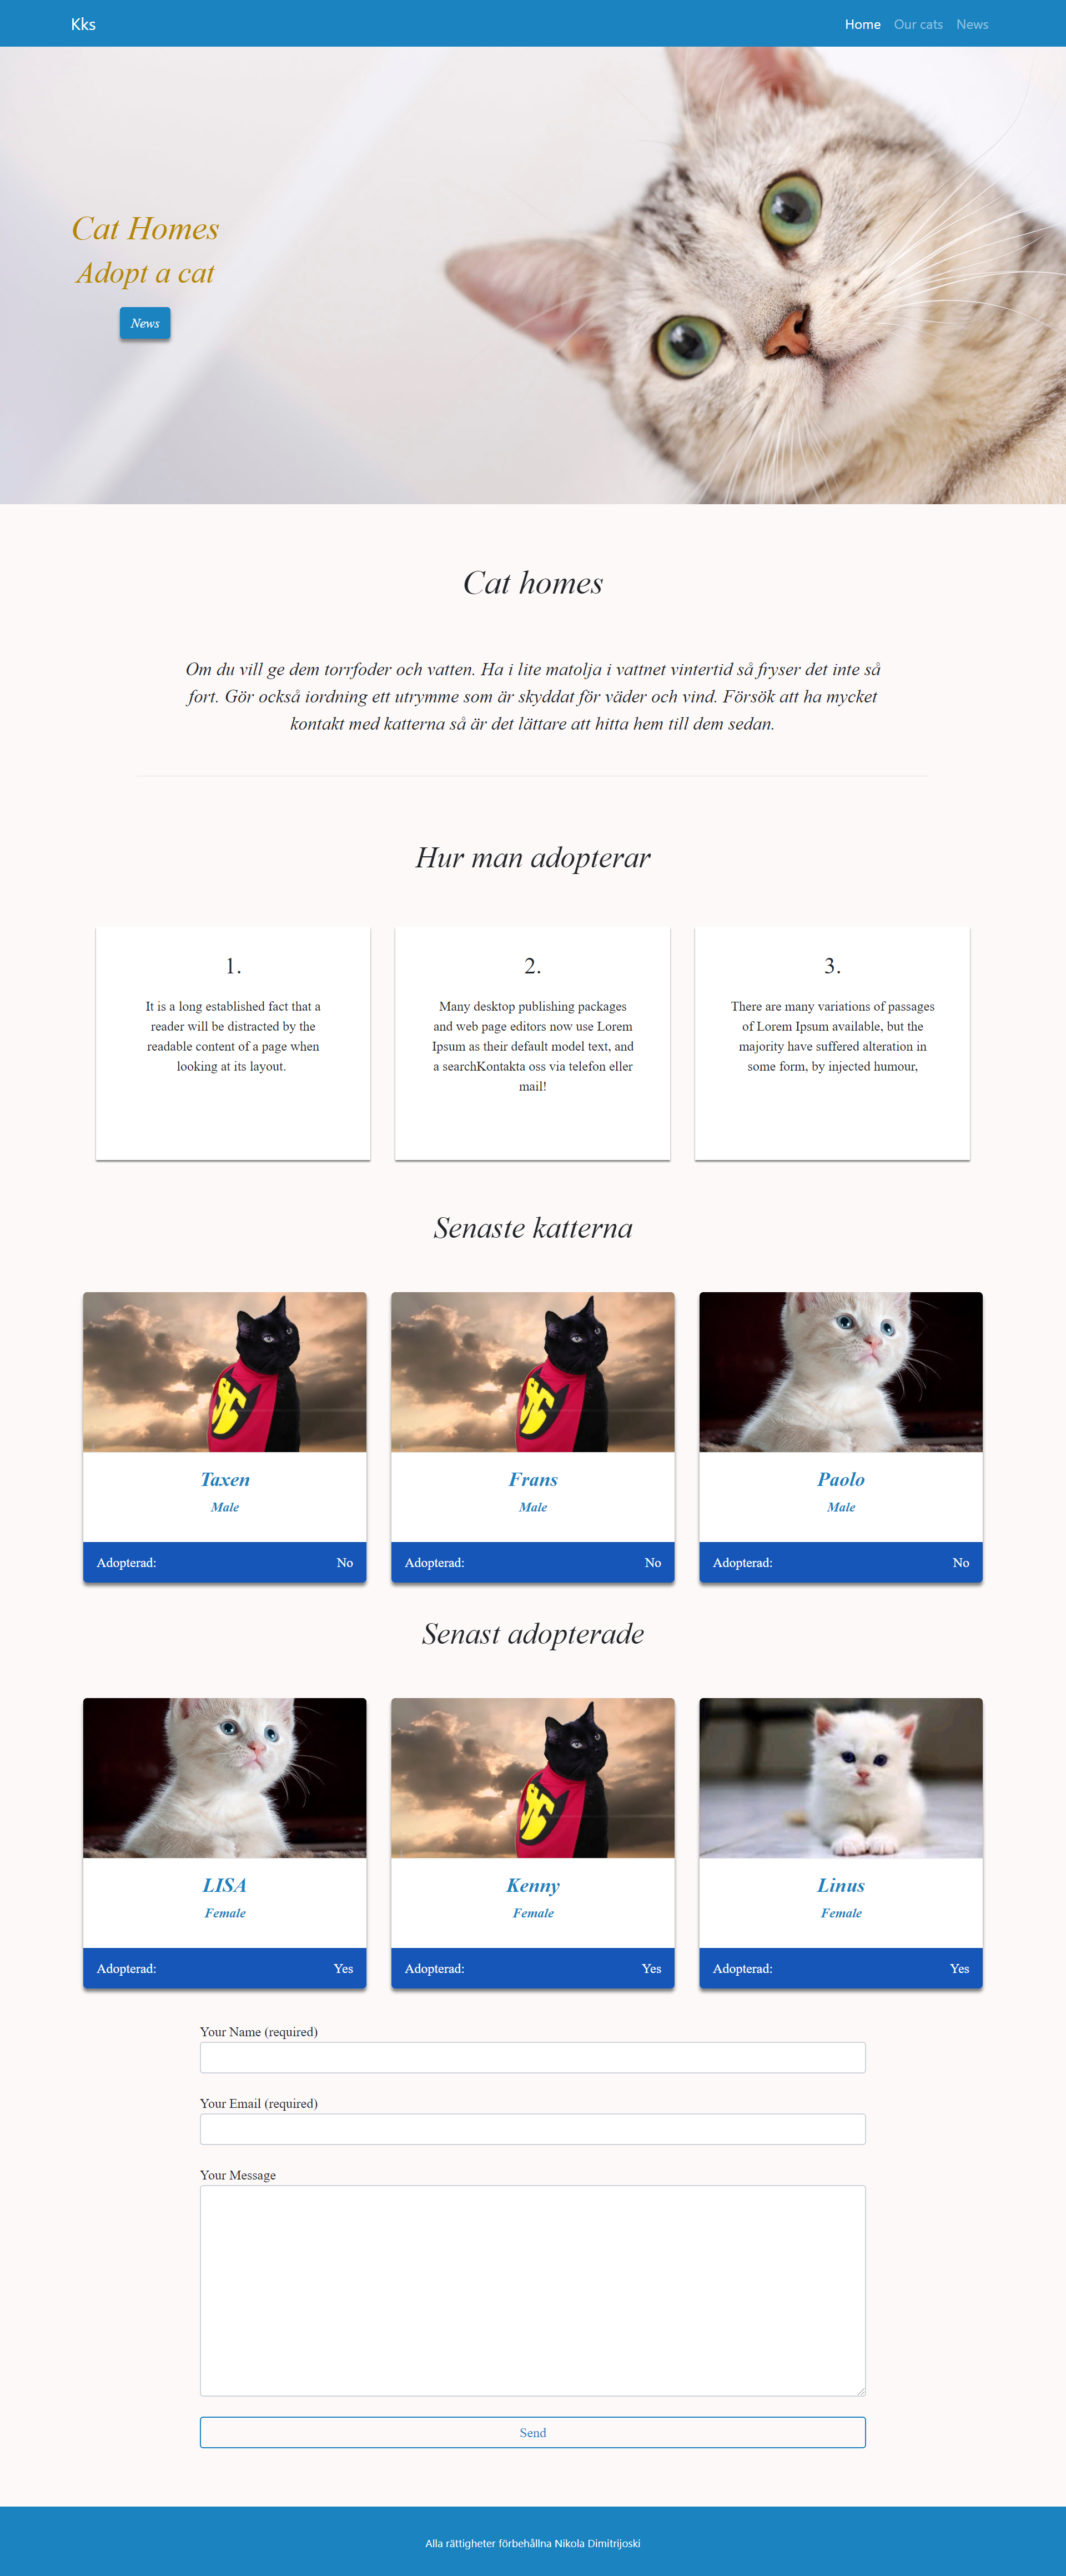 Kks
Home Our cats News
Cat Homes
Adopt a cat
News
Cat homes
Om du vill ge dem torrfoder och vatten. Ha i lite matolja i vattnet vintertid så fryser det inte så
fort. Gör också iordning ett utrymme som är skyddat för väder och vind. Försök att ha mycket
kontakt med katterna så är det lättare att hitta hem till dem sedan.
Hur man adopterar
1.
It is a long established fact that a
reader will be distracted by the
readable content of a page when
looking at its layout.
2.
Many desktop publishing packages
and web page editors now use Lorem
Ipsum as their default model text, and
a searchKontakta oss via telefon eller
mail!
3.
There are many variations of passages
of Lorem Ipsum available, but the
majority have suffered alteration in
some form, by injected humour,
Senaste katterna
Taxen
Male
Adopterad: No
Frans
Male
Adopterad: No
Paolo
Male
Adopterad: No
Senast adopterade
LISA
Female
Adopterad: Yes
Kenny
Female
Adopterad: Yes
Linus
Female
Adopterad: Yes
Your Name (required)
Your Email (required)
Your Message
Send
Alla rättigheter förbehållna Nikola Dimitrijoski